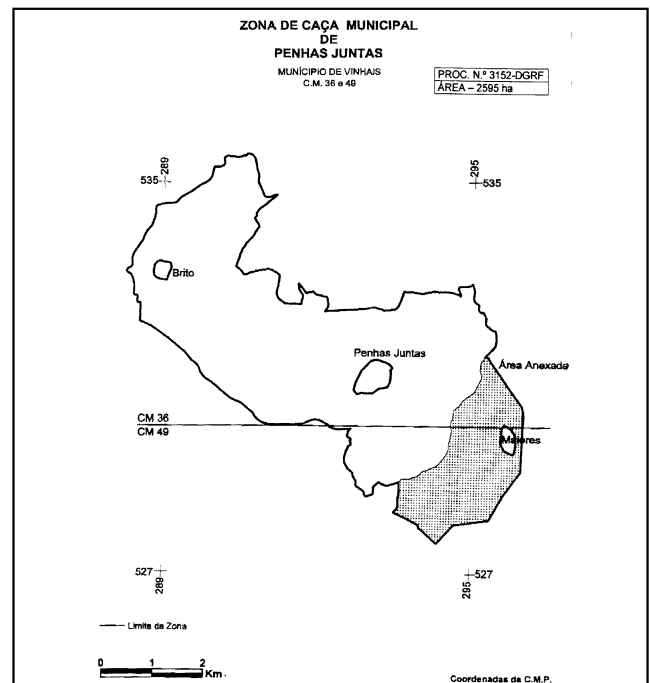 ZONA DE CAÇA MUNICIPAL
DE
PENHAS JUNTAS
MUNÍCIPIO DE VINHAIS
C.M. 36 e 49
PROC. N.º 3152-DGRF
ÁREA – 2595 ha
289
295
535
535
Brito
Penhas Juntas
Área Anexada
CM 36
CM 49
Maiores
527
527
289
295
Limite da Zona
0 1 2
Km.
Coordenadas da C.M.P.